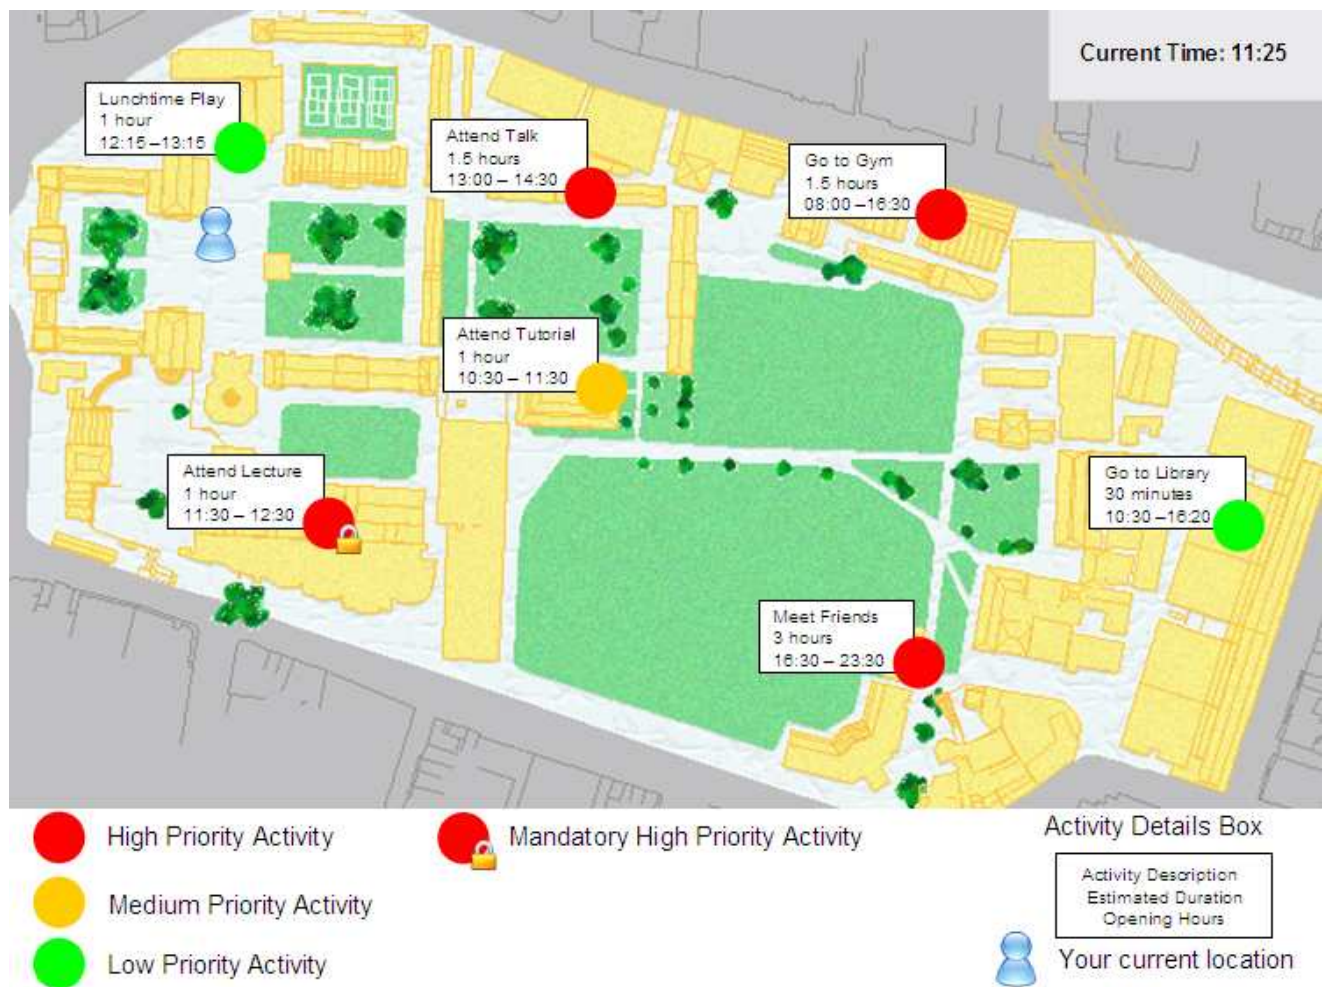 Current Time: 11:25
Lunchtime Play
1 hour
12:15 –13:15
Attend Talk
1.5 hours
13:00 – 14:30
Go to Gym
1.5 hours
08:00 –16:30
Attend Tutorial
1 hour
10:30 – 11:30
Attend Lecture
1 hour
11:30 – 12:30
Go to Library
30 minutes
10:30 –16:20
Meet Friends
3 hours
16:30 – 23:30
High Priority Activity
Mandatory High Priority Activity
Medium Priority Activity
Low Priority Activity
Activity Details Box
Activity Description
Estimated Duration
Opening Hours
Your current location